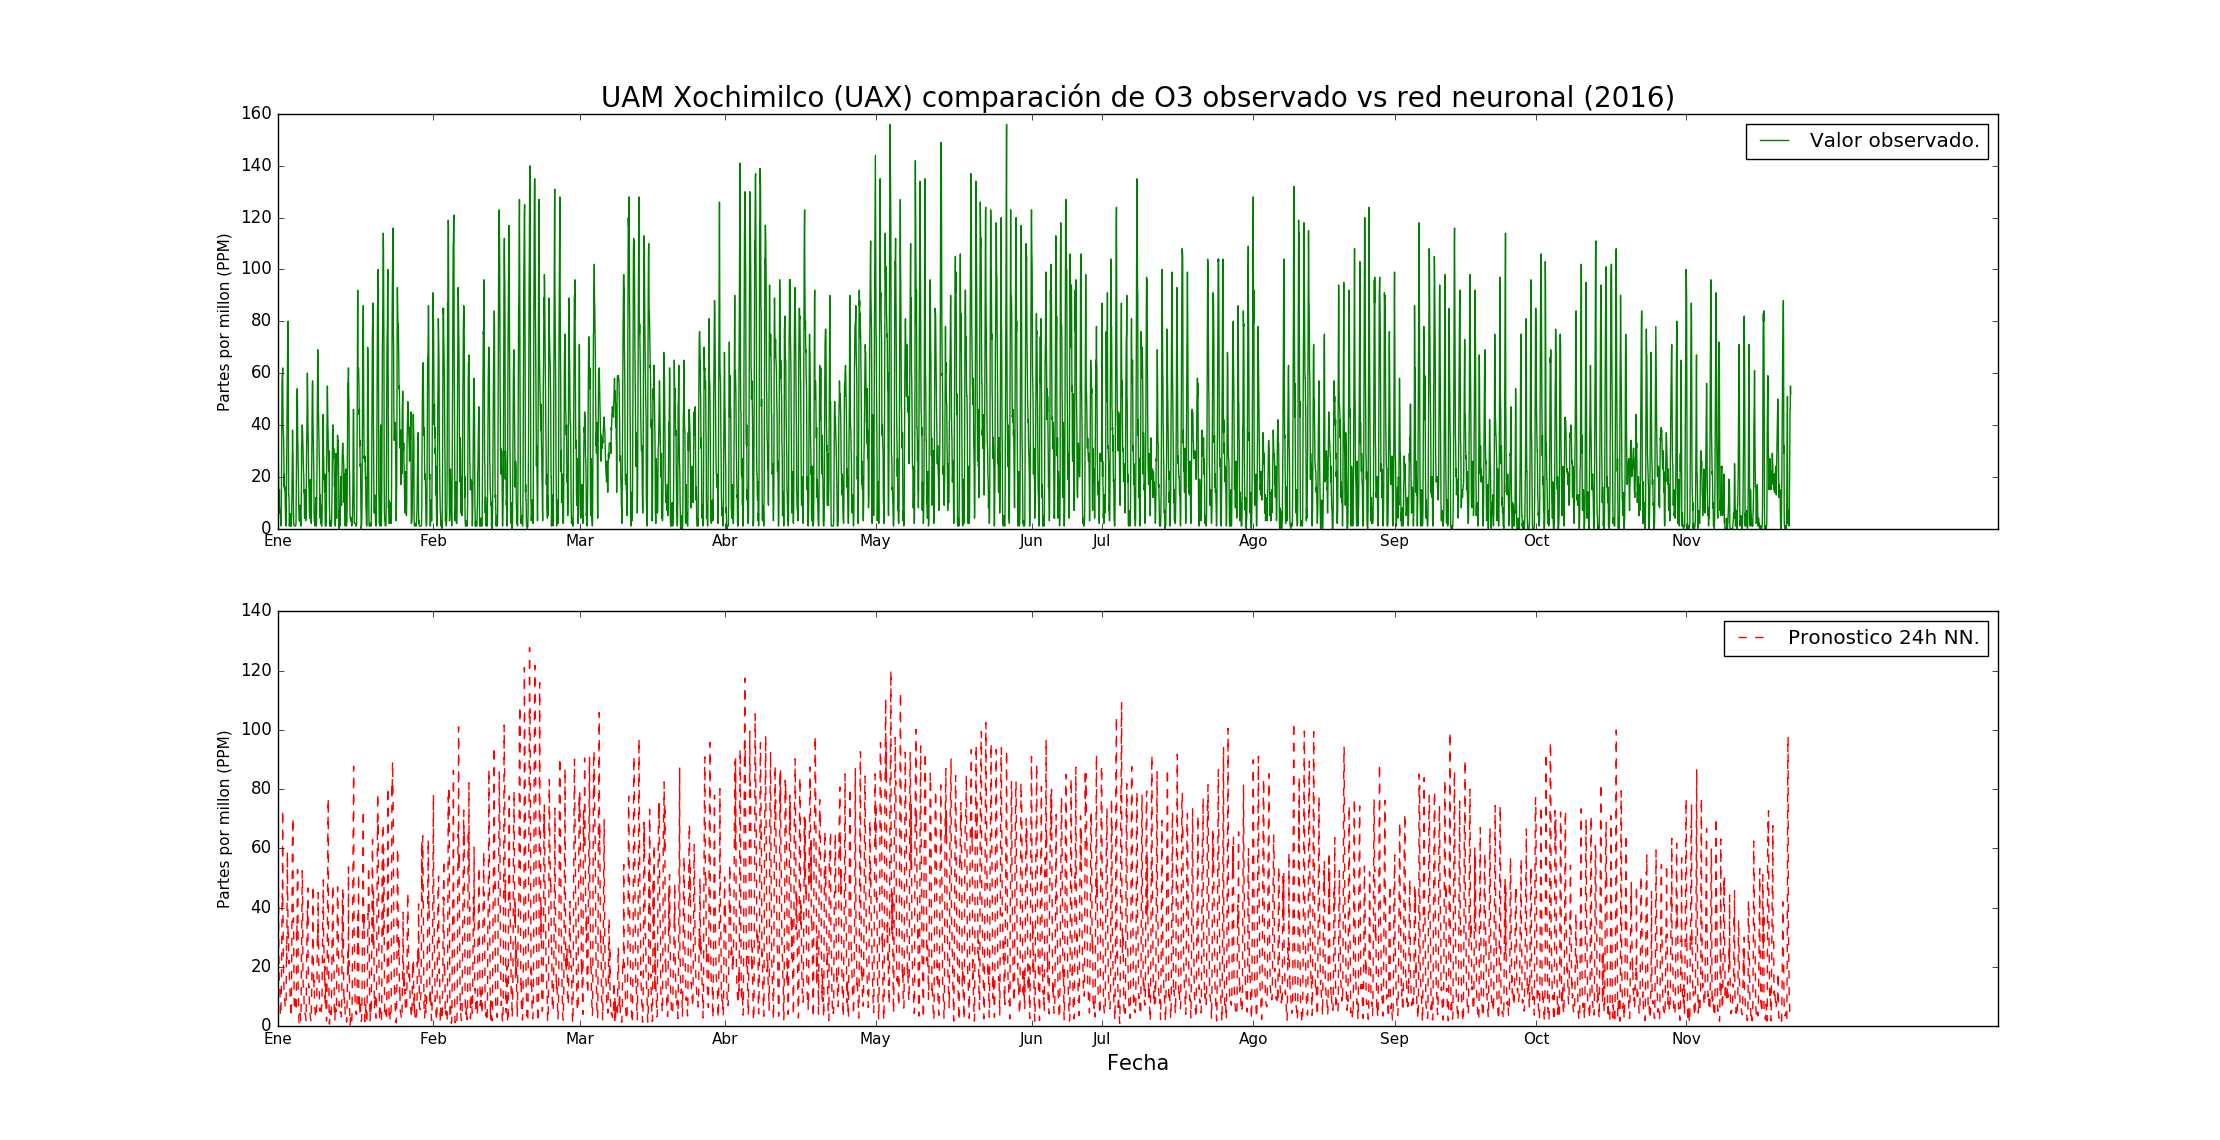 UAM Xochimilco (UAX) comparación de O3 observado vs red neuronal (2016)
160
140
120
100
80
60
40
20
0
Partes por millon (PPM)
Valor observado.
Ene Feb Mar Abr May Jun Jul Ago Sep Oct Nov
140
120
100
80
60
40
20
0
Partes por millon (PPM)
Pronostico 24h NN.
Ene Feb Mar Abr May Jun Jul Ago Sep Oct Nov
Fecha